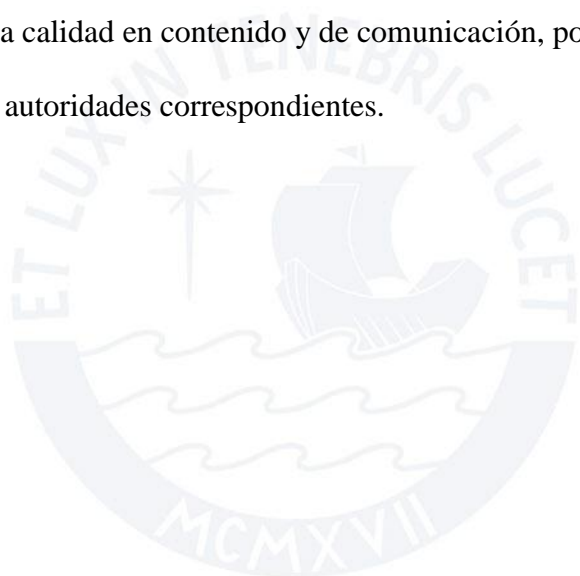 a calidad en contenido y de comunicación, po
autoridades correspondientes.
ET LUX IN TENEBRIS LUCET
MCMXVII